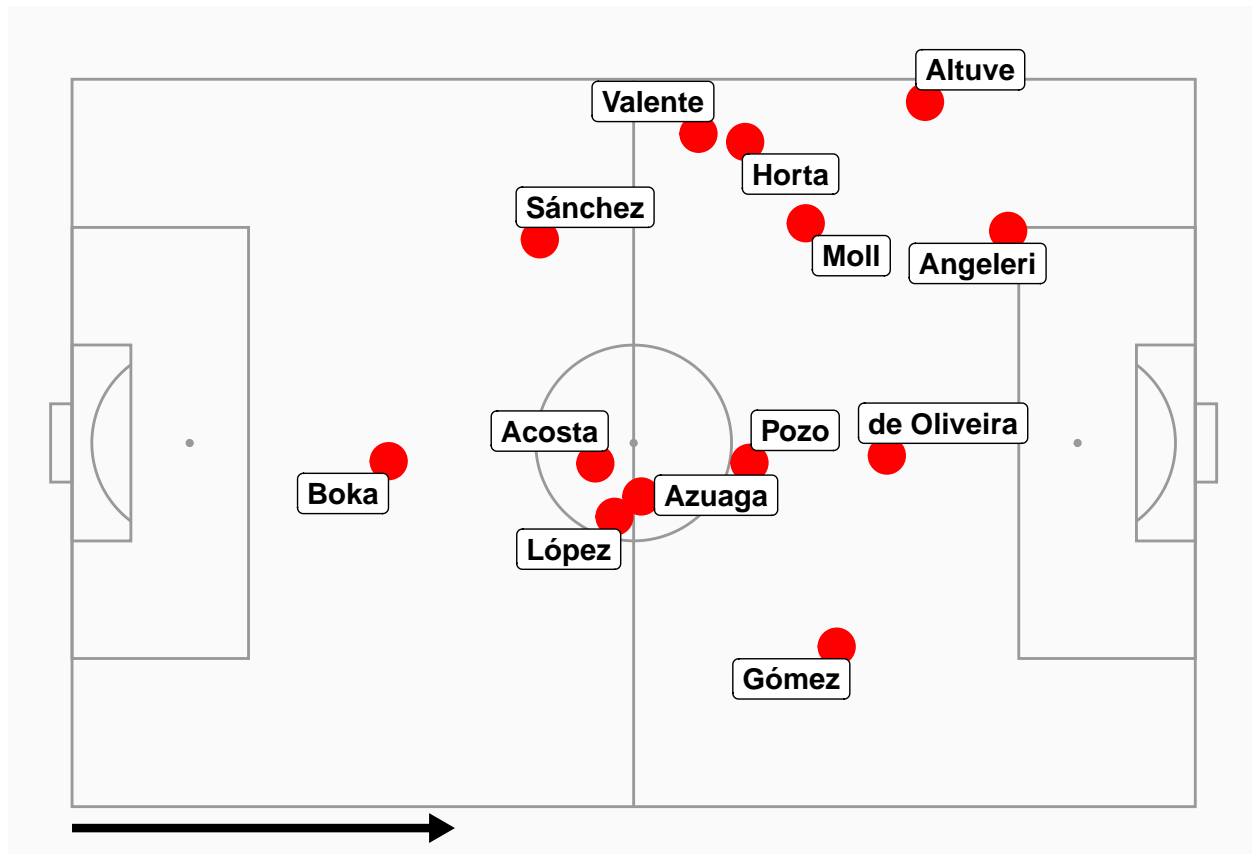 Altuve
Valente
Horta
Sánchez
Moll
Angeleri
de Oliveira
Acosta
Pozo
Boka
Azuaga
López
Gómez